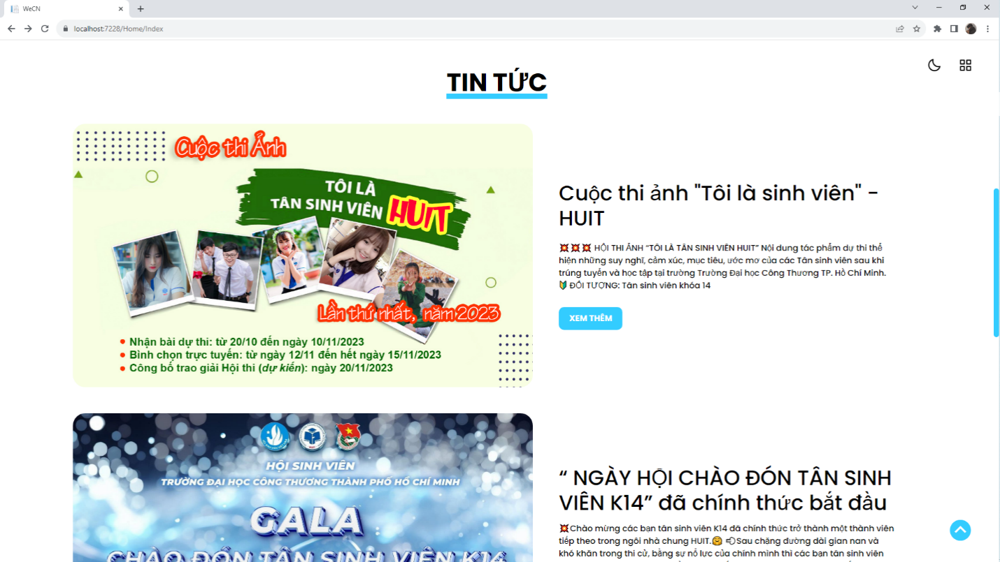 WeCN
localhost:7228/Home/Index
TIN TỨC
Cuộc thi Ảnh
TÔI LÀ
TÂN SINH VIÊN HUIT
Lần thứ nhất, năm 2023
Nhận bài dự thi: từ 20/10 đến ngày 10/11/2023
Bình chọn trực tuyến: từ ngày 12/11 đến hết ngày 15/11/2023
Công bố trao giải Hội thi (dự kiến): ngày 20/11/2023
Cuộc thi ảnh "Tôi là sinh viên" -
HUIT
💥💥💥 HỘI THI ẢNH “TÔI LÀ TÂN SINH VIÊN HUIT” Nội dung tác phẩm dự thi thể
hiện những suy nghĩ, cảm xúc, mục tiêu, ước mơ của các Tân sinh viên sau khi
trúng tuyển và học tập tại trường Trường Đại học Công Thương TP. Hồ Chí Minh.
🔰 ĐỐI TƯỢNG: Tân sinh viên khóa 14
XEM THÊM
HỘI SINH VIÊN
TRƯỜNG ĐẠI HỌC CÔNG THƯƠNG THÀNH PHỐ HỒ CHÍ MINH
GALA
CHÀO ĐÓN TÂN SINH VIÊN K14
“ NGÀY HỘI CHÀO ĐÓN TÂN SINH
VIÊN K14” đã chính thức bắt đầu
💥Chào mừng các bạn tân sinh viên K14 đã chính thức trở thành một thành viên
tiếp theo trong ngôi nhà chung HUIT.🤗 💨Sau chặng đường dài gian nan và
khó khăn trong thi cử, bằng sự nổ lực của chính mình thì các bạn tân sinh viên